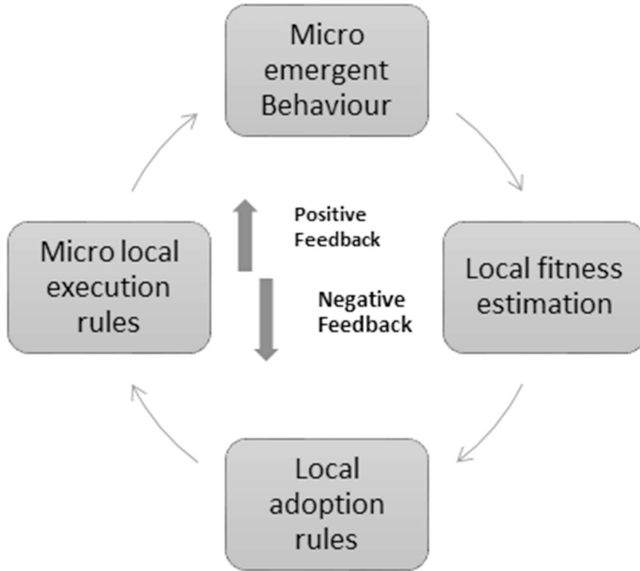 Micro
emergent
Behaviour
Positive
Feedback
Micro local
execution
rules
Local fitness
estimation
Negative
Feedback
Local
adoption
rules